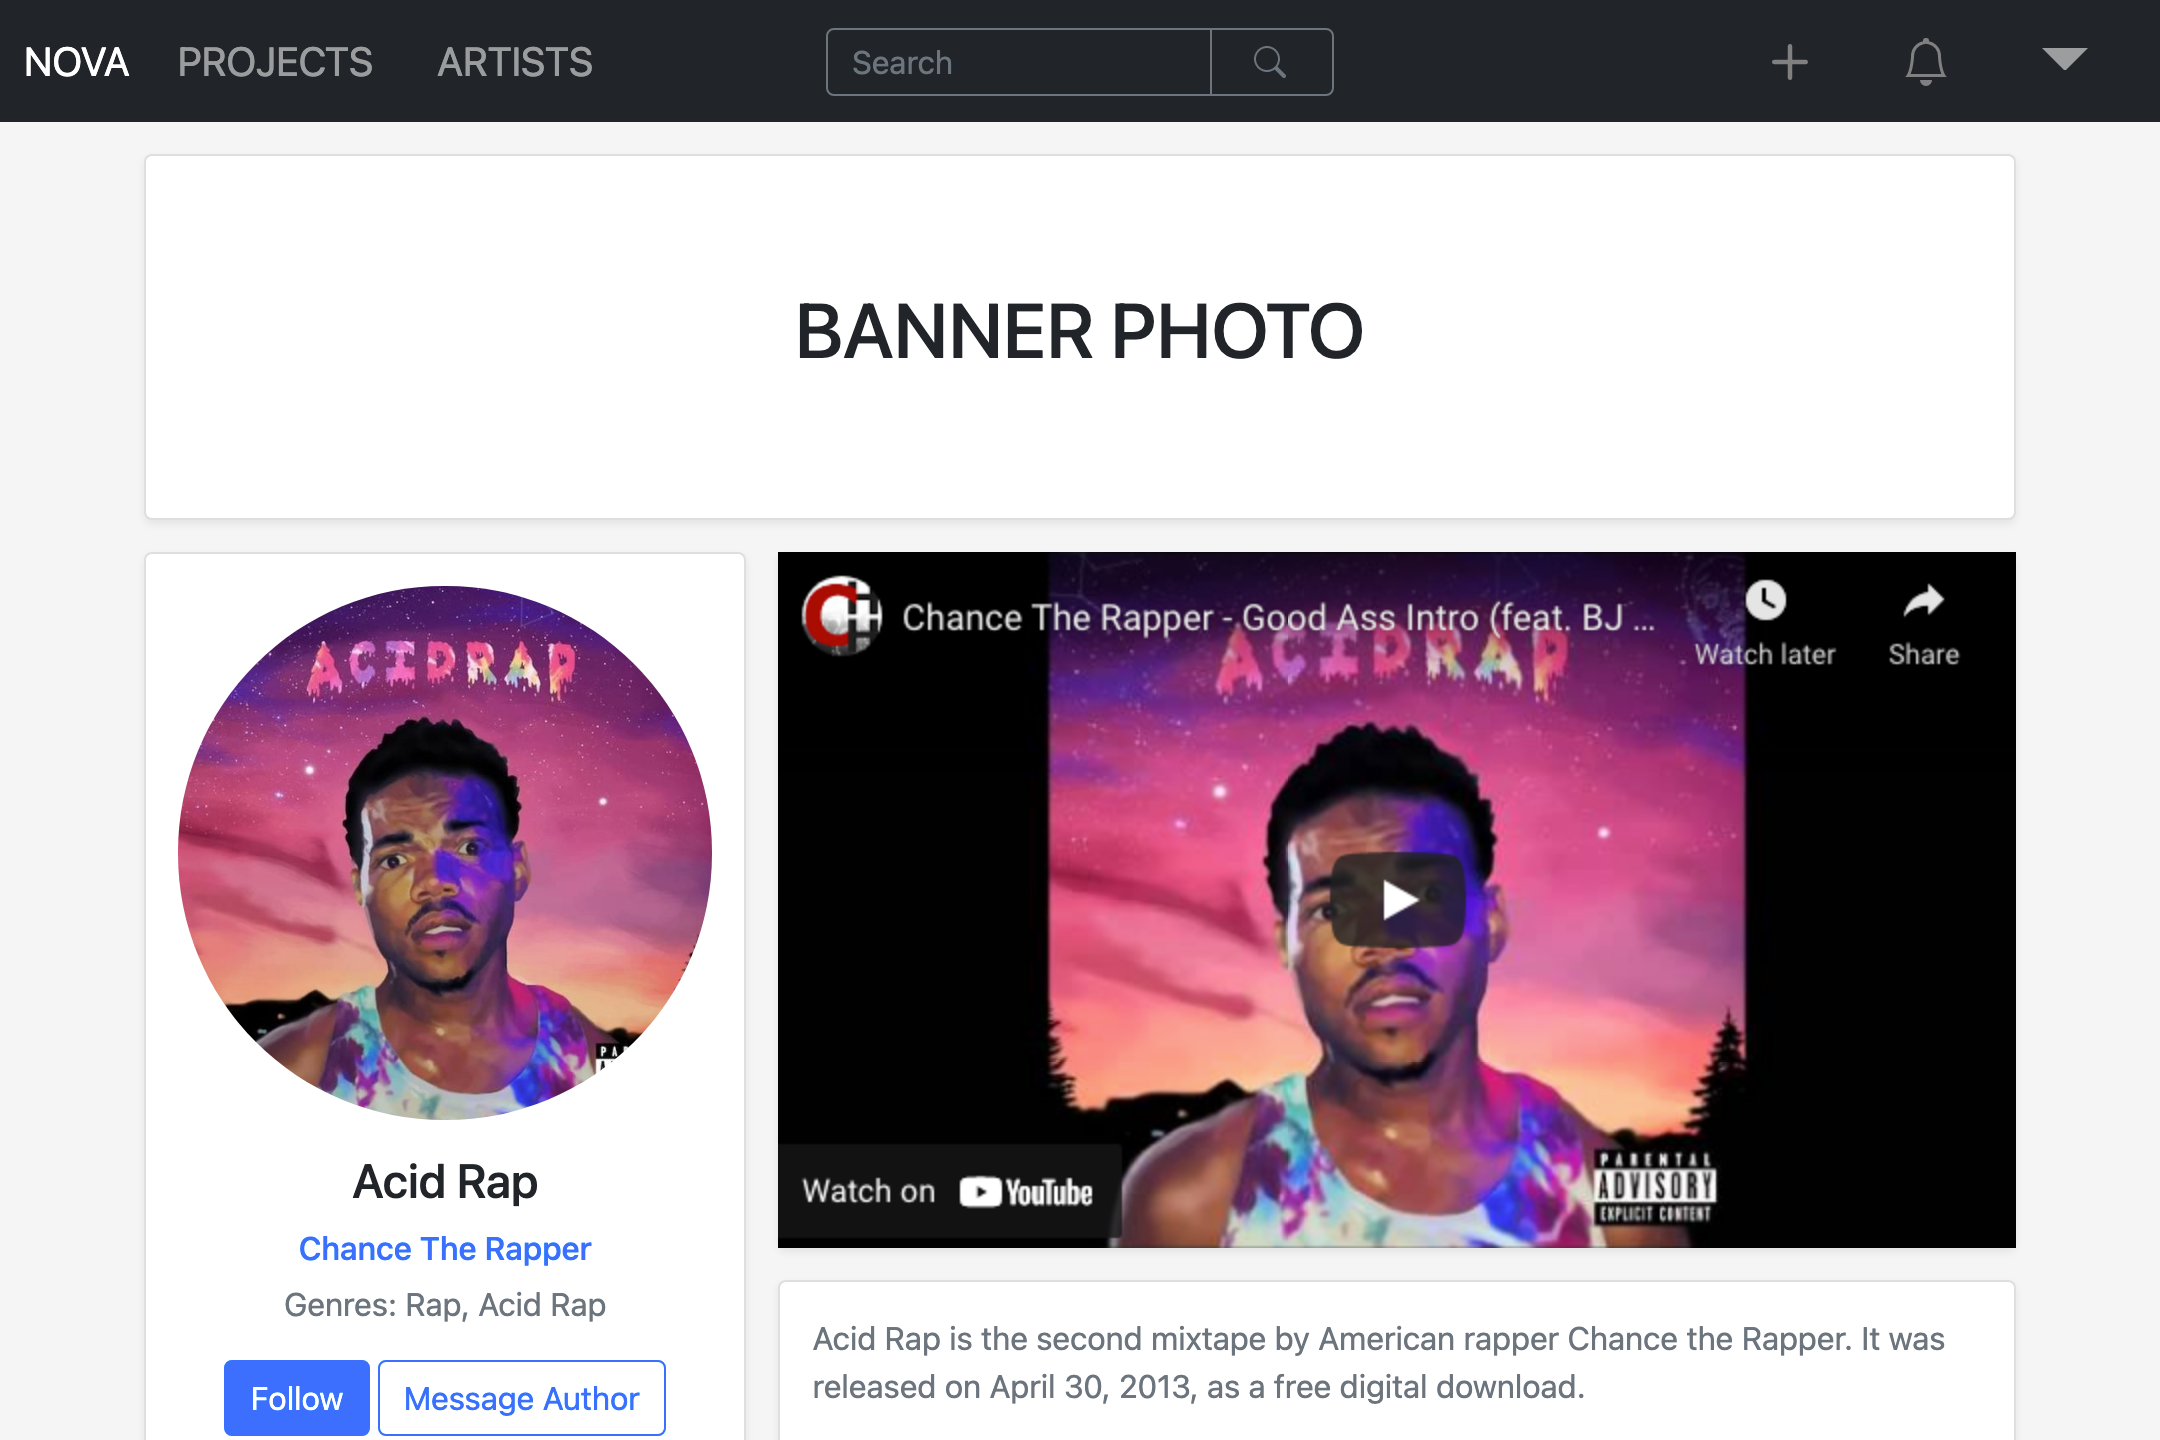 NOVA PROJECTS ARTISTS Search
BANNER PHOTO
ACIDRAP
PA
Acid Rap
Chance The Rapper
Genres: Rap, Acid Rap
Follow Message Author
Chance The Rapper - Good Ass Intro (feat. BJ ...
Watch later Share
ACIDRAP
Watch on YouTube
PARENTAL
ADVISORY
EXPLICIT CONTENT
Acid Rap is the second mixtape by American rapper Chance the Rapper. It was
released on April 30, 2013, as a free digital download.